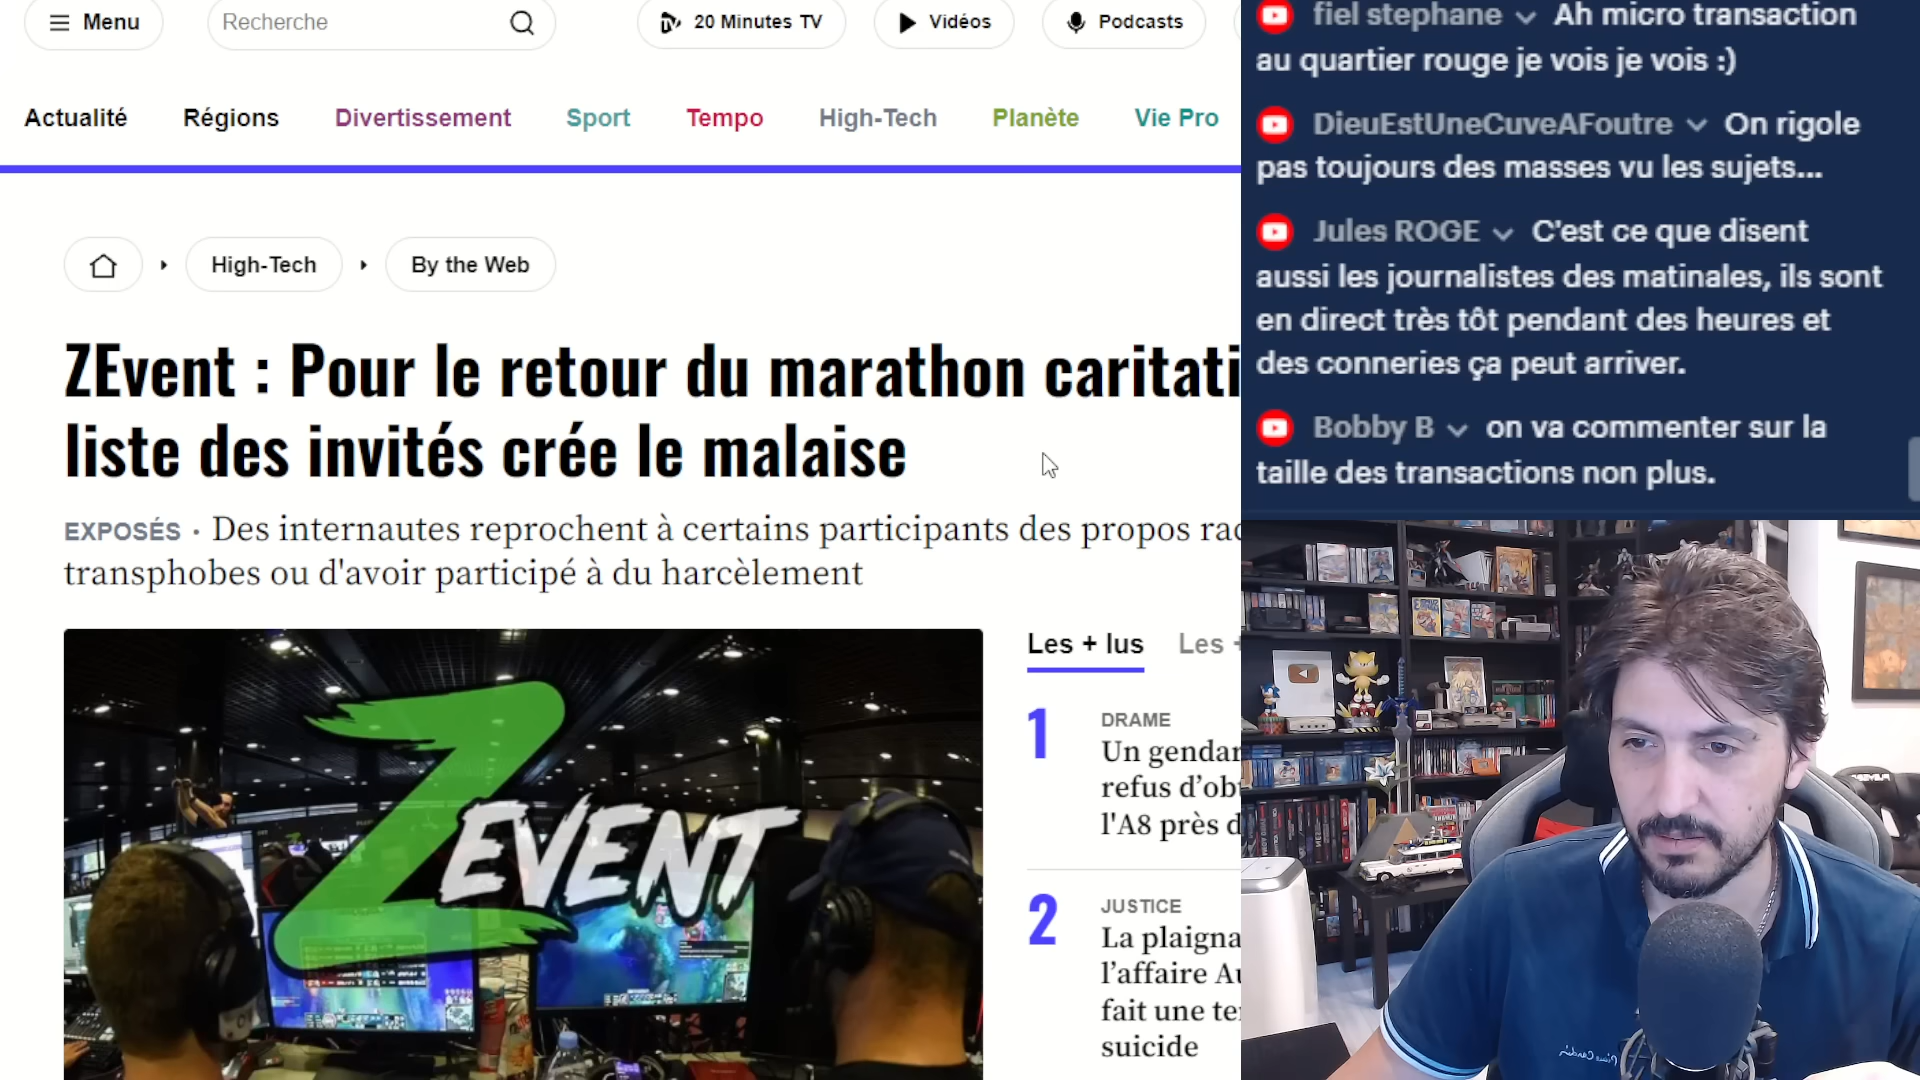 Menu
Recherche
20 Minutes TV
Vidéos
Podcasts
Actualité
Régions
Divertissement
Sport
Tempo
High-Tech
Planète
Vie Pro
High-Tech
By the Web
ZEvent : Pour le retour du marathon caritati
liste des invités crée le malaise
EXPOSÉS · Des internautes reprochent à certains participants des propos rac
transphobes ou d'avoir participé à du harcèlement
ZEVENT
Les + lus
Les +
1
DRAME
Un gendar
refus d'ob
l'A8 près d
2
JUSTICE
La plaigna
l'affaire Au
fait une te
suicide
fiel stephane Ah micro transaction
au quartier rouge je vois je vois :)
DieuEstUneCuveAFoutre On rigole
pas toujours des masses vu les sujets...
Jules ROGE C'est ce que disent
aussi les journalistes des matinales, ils sont
en direct très tôt pendant des heures et
des conneries ça peut arriver.
Bobby B on va commenter sur la
taille des transactions non plus.